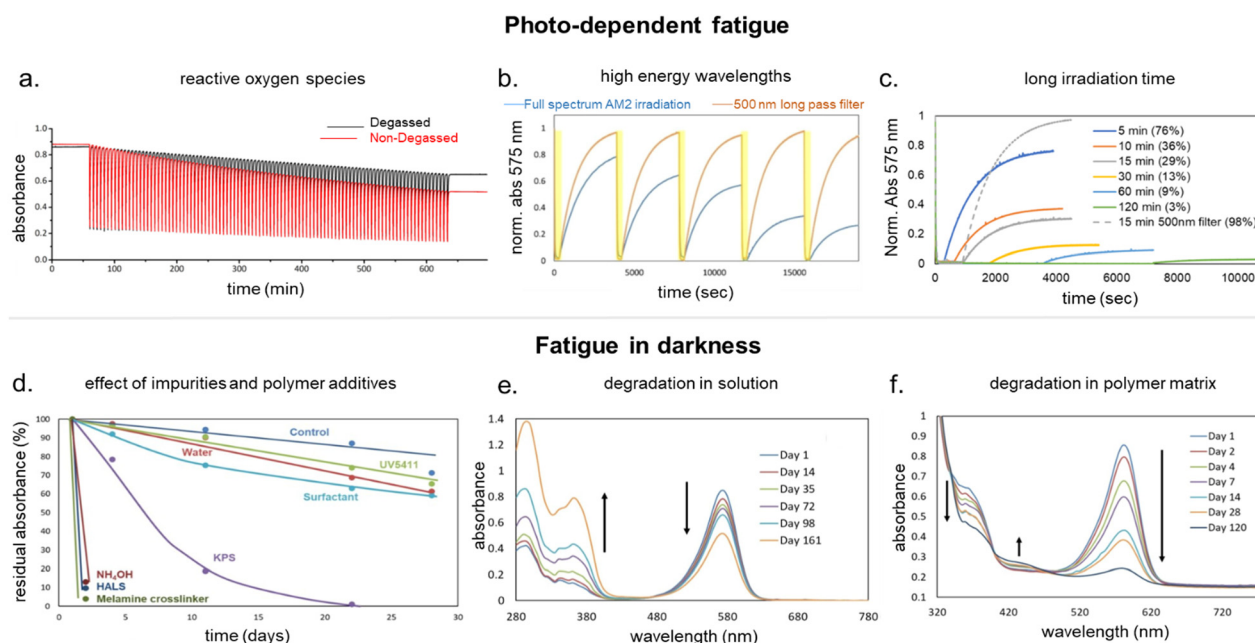 Photo-dependent fatigue
a.
reactive oxygen species
Degassed
Non-Degassed
absorbance
1.0
0.8
0.6
0.4
0.2
0.0
0
100
200
300
400
500
600
time (min)
b.
high energy wavelengths
Full spectrum AM2 irradiation
500 nm long pass filter
norm. abs 575 nm
1
0.8
0.6
0.4
0.2
0
0
5000
10000
15000
time (sec)
c.
long irradiation time
Norm. Abs 575 nm
1
0.8
0.6
0.4
0.2
0
5 min (76%)
10 min (36%)
15 min (29%)
30 min (13%)
60 min (9%)
120 min (3%)
15 min 500nm filter (98%)
0
2000
4000
6000
8000
10000
time (sec)
Fatigue in darkness
d.
effect of impurities and polymer additives
residual absorbance (%)
100
90
80
70
60
50
40
30
20
10
0
Control
Water
UV5411
Surfactant
KPS
NH₄OH
HALS
Melamine crosslinker
0
5
10
15
20
25
30
time (days)
e.
degradation in solution
absorbance
1.4
1.2
1
0.8
0.6
0.4
0.2
0
Day 1
Day 14
Day 35
Day 72
Day 98
Day 161
280
380
480
580
680
780
wavelength (nm)
f.
degradation in polymer matrix
absorbance
1.1
1
0.9
0.8
0.7
0.6
0.5
0.4
0.3
0.2
0.1
Day 1
Day 2
Day 4
Day 7
Day 14
Day 28
Day 120
320
420
520
620
720
wavelength (nm)